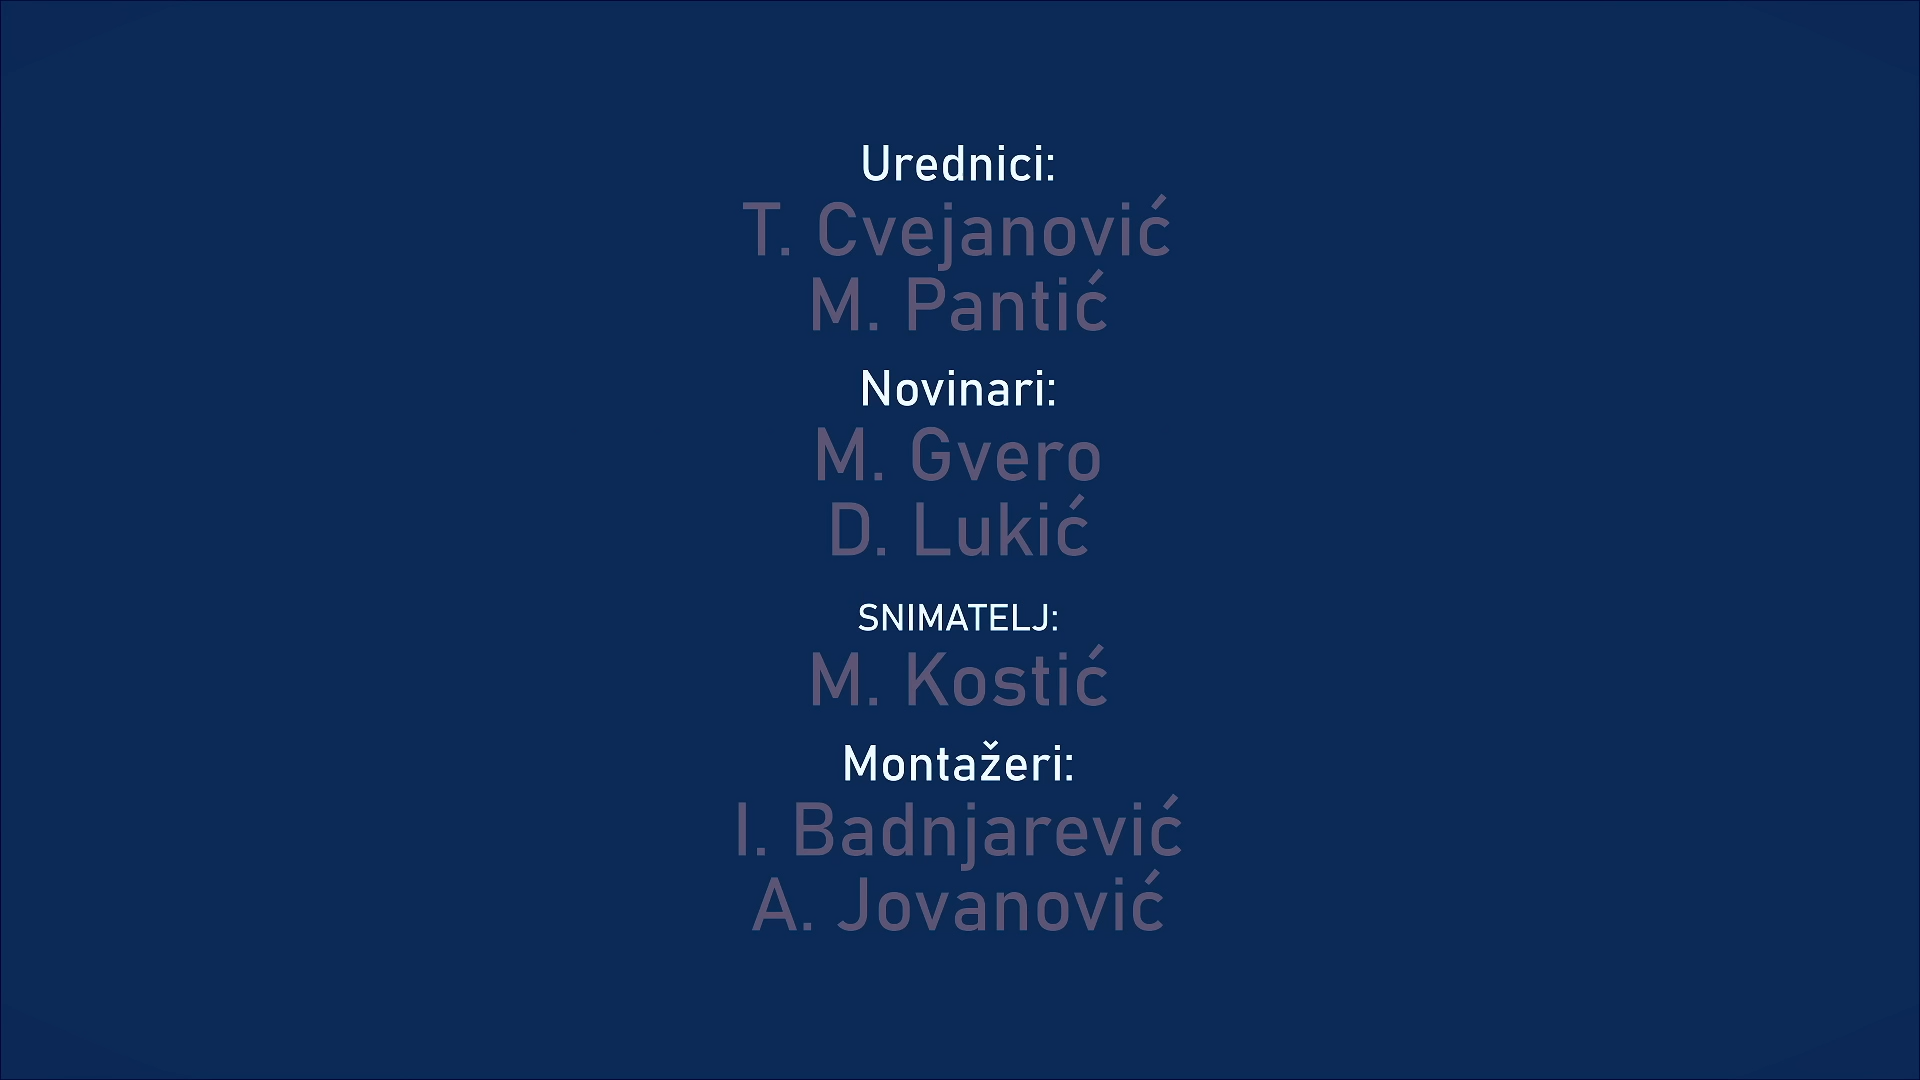 Urednici:
T. Cvejanović
M. Pantić
Novinari:
M. Gvero
D. Lukić
SNIMATELJ:
M. Kostić
Montažeri:
I. Badnjarević
A. Jovanović